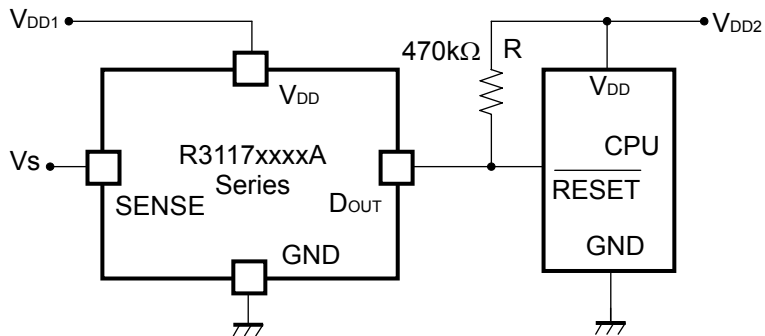 VDD1
470kΩ R
VDD2
VDD
VDD
R3117xxxxA
Series
CPU
Vs
SENSE
DOUT
RESET
GND
GND